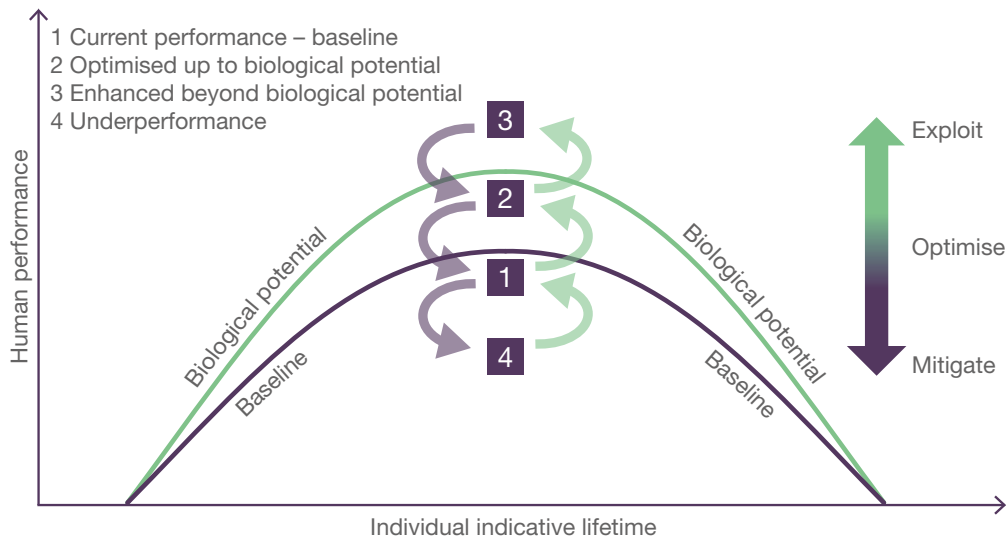 1 Current performance – baseline
2 Optimised up to biological potential
3 Enhanced beyond biological potential
4 Underperformance
3
2
1
4
Exploit
Optimise
Mitigate
Biological potential
Baseline
Biological potential
Baseline
Human performance
Individual indicative lifetime